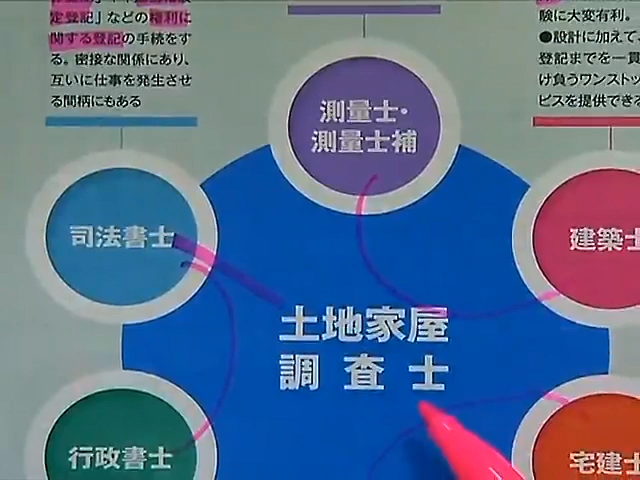 定登記」などの権利に
関する登記の手続をす
る。密接な関係にあり、
互いに仕事を発生させ
る間柄にもある
験に大変有利。
●設計に加えて、
登記までを一貫
け負うワンストッ
ビスを提供でき
測量士・
測量士補
司法書士
建築士
土地家屋
調査士
行政書士
宅建士